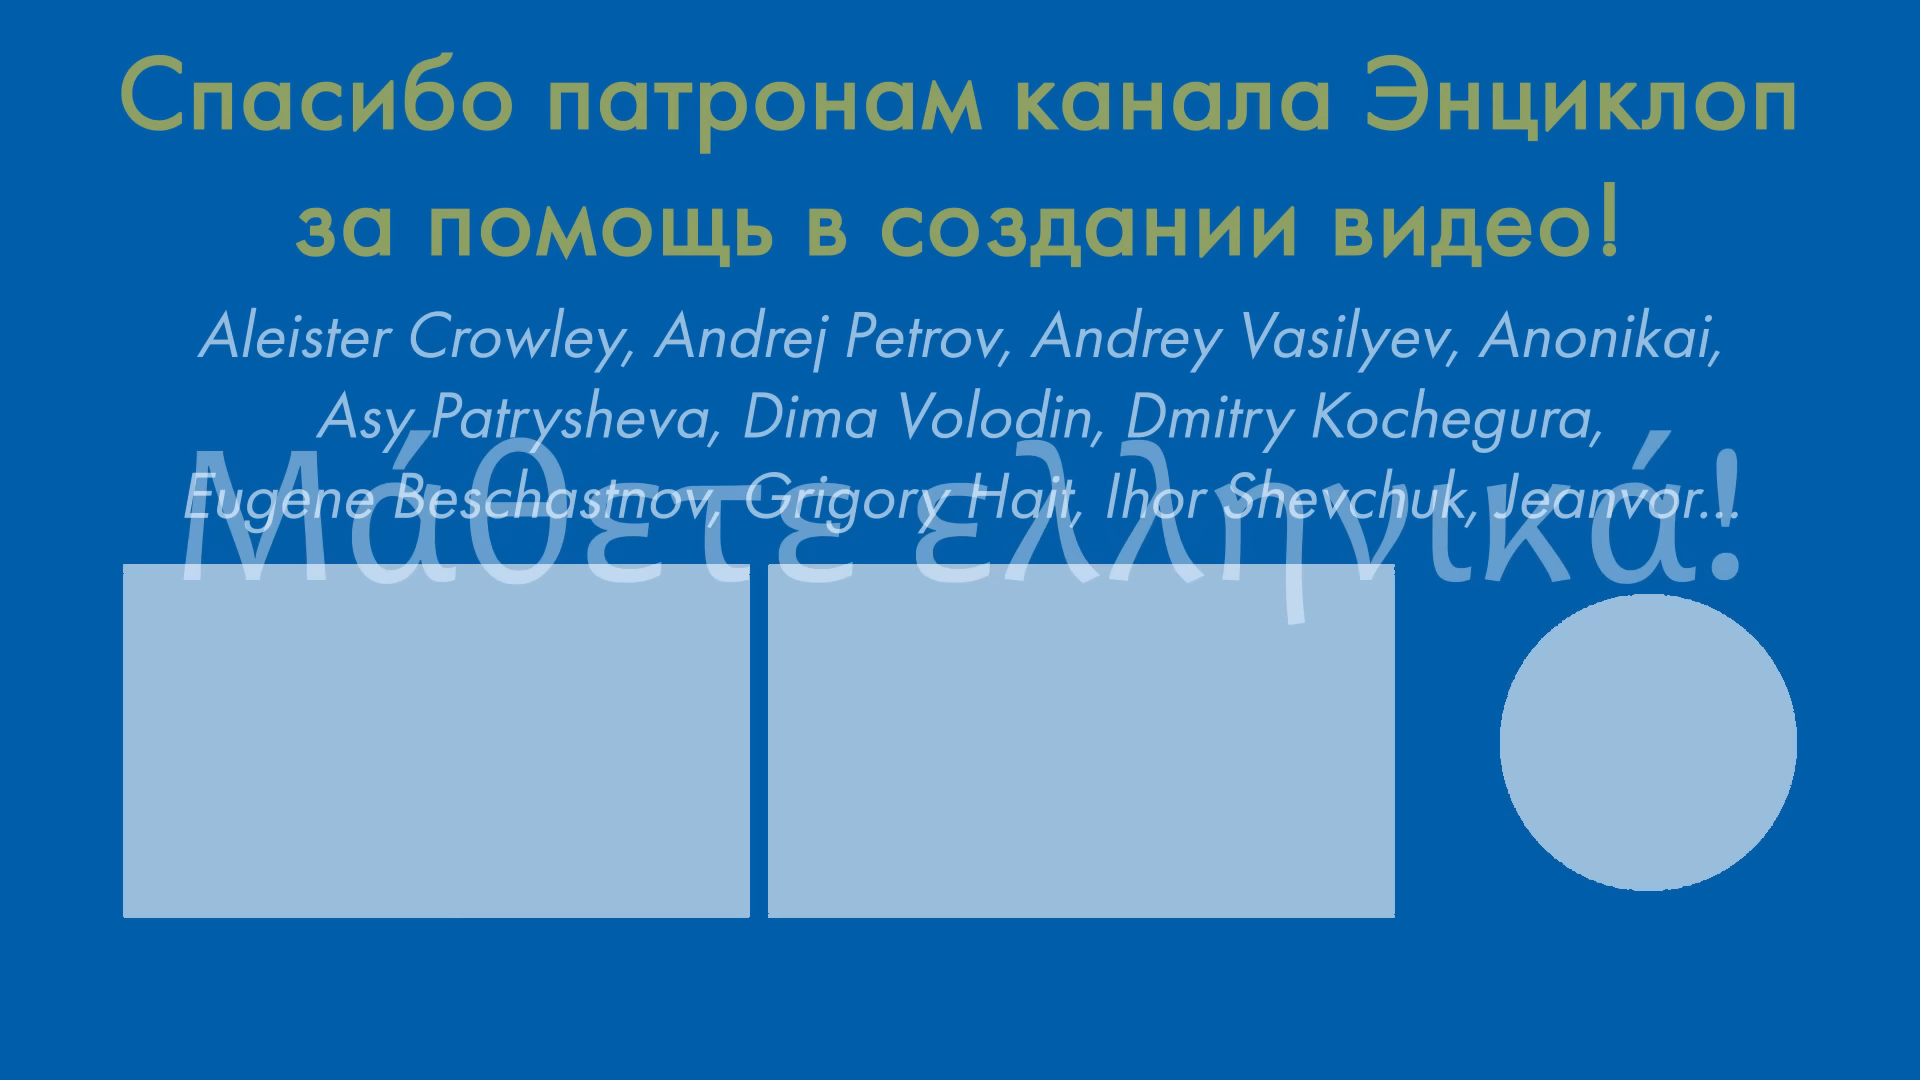 Спасибо патронам канала Энциклоп
за помощь в создании видео!
Aleister Crowley, Andrej Petrov, Andrey Vasilyev, Anonikai,
Asy Patrysheva, Dima Volodin, Dmitry Kochegura,
Eugene Beschastnov, Grigory Hait, Ihor Shevchuk, Jeanvor...
Μάθετε ελληνικά!